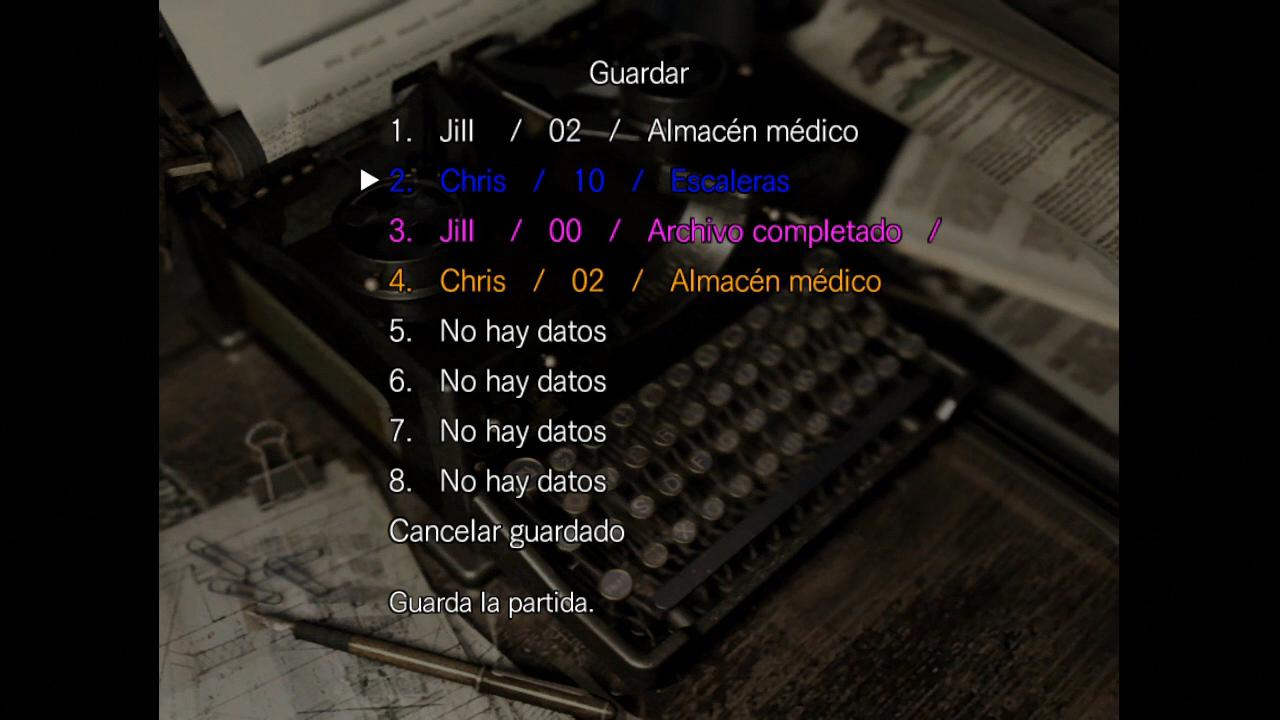 Guardar
1. Jill / 02 / Almacén médico
2. Chris / 10 / Escaleras
3. Jill / 00 / Archivo completado /
4. Chris / 02 / Almacén médico
5. No hay datos
6. No hay datos
7. No hay datos
8. No hay datos
Cancelar guardado
Guarda la partida.